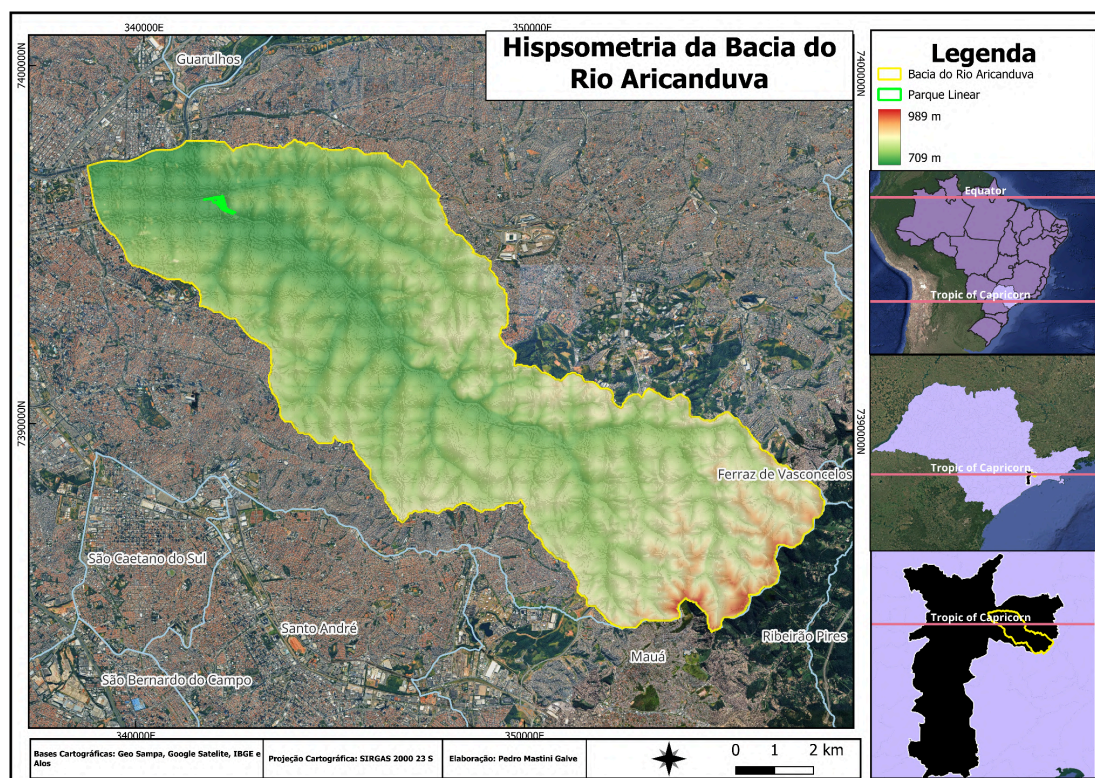 340000E
350000E
Hispsometria da Bacia do
Rio Aricanduva
7400000N
7400000N
Guarulhos
7390000N
7390000N
Ferraz de Vasconcelos
São Caetano do Sul
Santo André
Ribeirão Pires
Mauá
São Bernardo do Campo
340000E
350000E
Legenda
Bacia do Rio Aricanduva
Parque Linear
989 m
709 m
Equator
Tropic of Capricorn
Tropic of Capricorn
Tropic of Capricorn
Bases Cartográficas: Geo Sampa, Google Satelite, IBGE e
Alos
Projeção Cartográfica: SIRGAS 2000 23 S
Elaboração: Pedro Mastini Galve
0 1 2 km